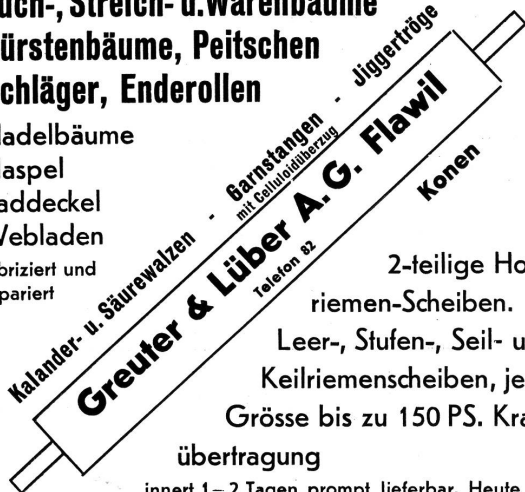 uch-, Streich- u. Warenbäume
ürstenbäume, Peitschen
chläger, Enderollen
adelbäume
aspel
addeckel
Webladen
briziert und
pariert
Kalander- u. Säurewalzen - Garnstangen - Jiggertröge
mit Celluloidüberzug
Greuter & Lüber A.G. Flawil
Telefon 82
Konen
2-teilige Ho
riemen-Scheiben.
Leer-, Stufen-, Seil- u
Keilriemenscheiben, je
Grösse bis zu 150 PS. Kra
übertragung
innert 1-2 Tagen prompt lieferbar. Heute